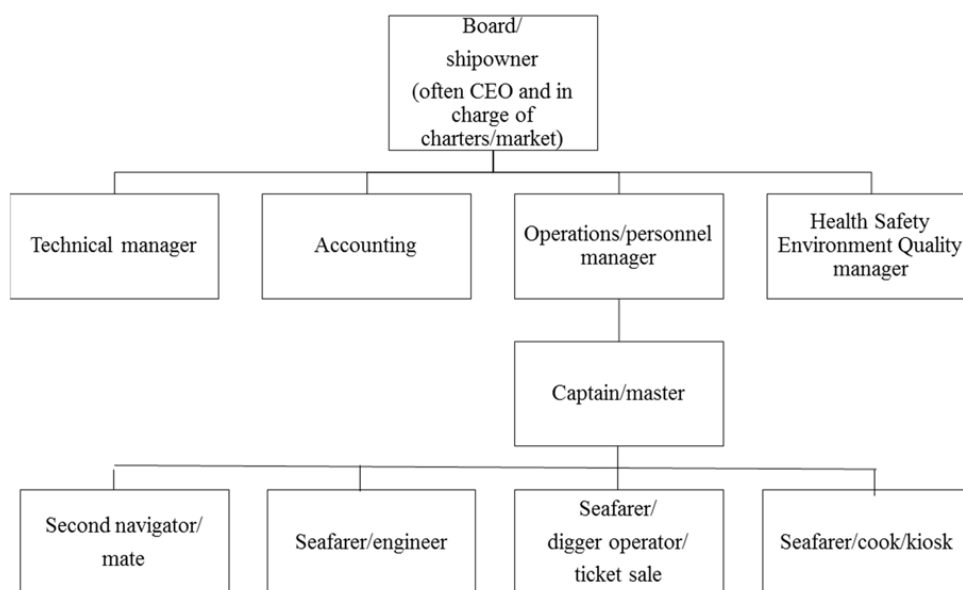 Board/
shipowner
(often CEO and in
charge of
charters/market)
Technical manager
Accounting
Operations/personnel
manager
Health Safety
Environment Quality
manager
Captain/master
Second navigator/
mate
Seafarer/engineer
Seafarer/
digger operator/
ticket sale
Seafarer/cook/kiosk